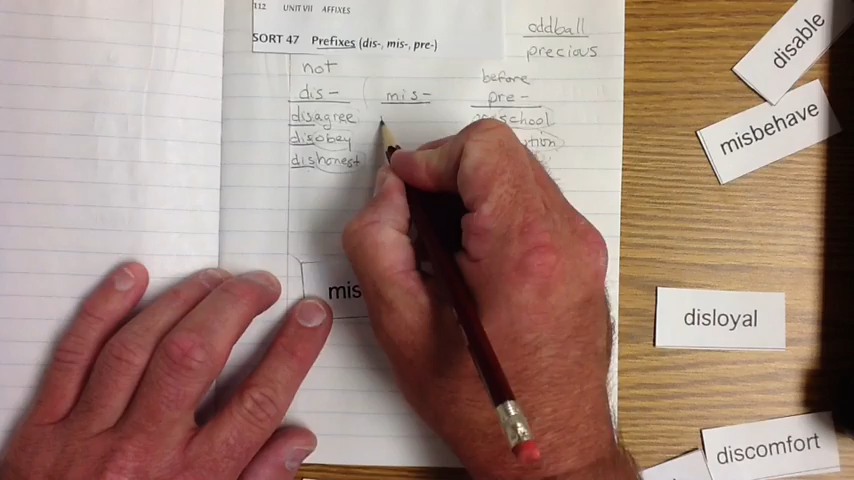 112 UNIT VII AFFIXES
SORT 47 Prefixes (dis-, mis-, pre-)
oddball
precious
not
dis-
disagree
disobey
dishonest
mis-
before
pre-
disable
misbehave
disloyal
discomfort
mis